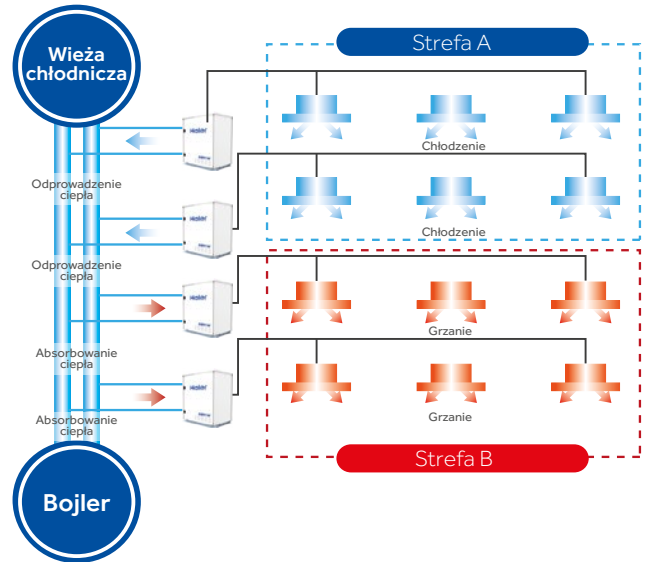 Wieża
chłodnicza
Strefa A
Chłodzenie
Odprowadzenie
ciepła
Chłodzenie
Odprowadzenie
ciepła
Grzanie
Absorbowanie
ciepła
Grzanie
Absorbowanie
ciepła
Strefa B
Bojler